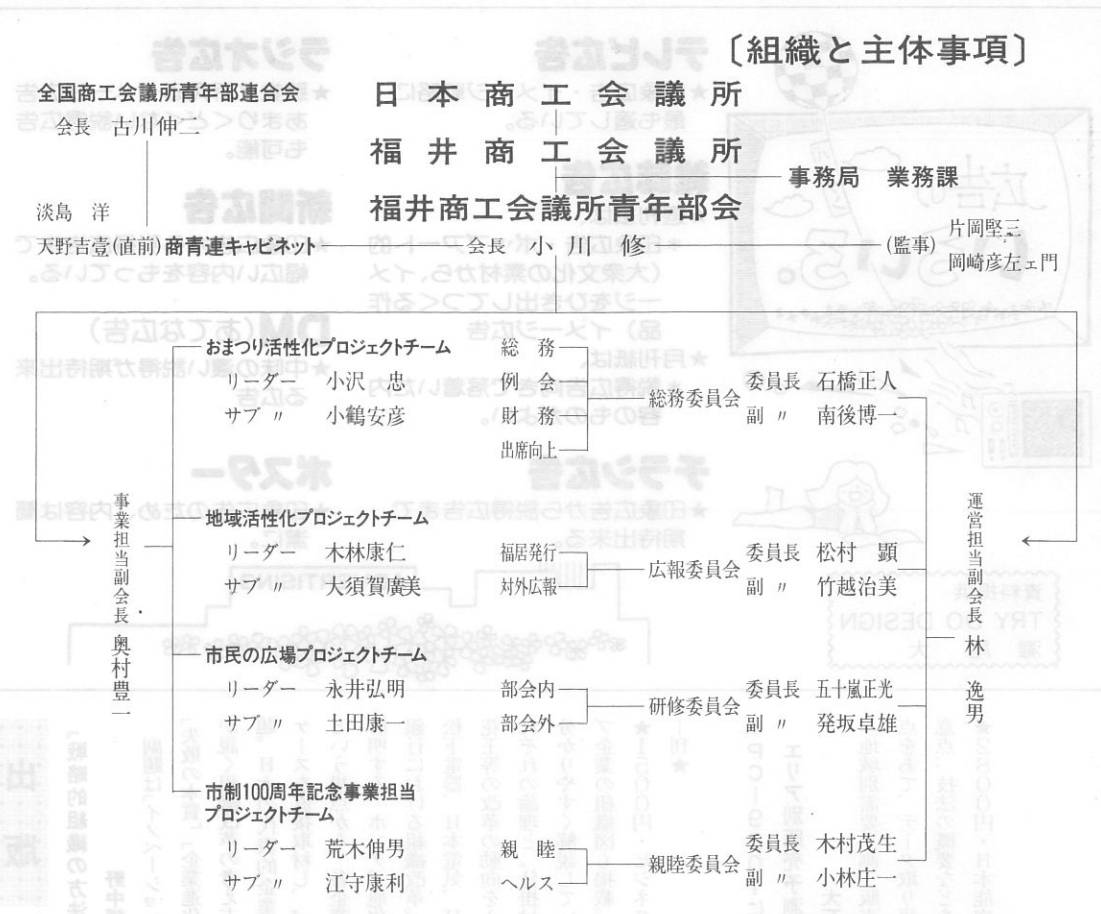 〔組織と主体事項〕
全国商工会議所青年部連合会
会長 古川伸二
日本商工会議所
福井商工会議所
事務局 業務課
福井商工会議所青年部会
淡島 洋
天野吉壹(直前)商青連キャビネット
会長 小川 修
(監事) 片岡堅三
岡崎彦左ェ門
事業担当副会長 奥村豊一
おまつり活性化プロジェクトチーム
リーダー 小沢 忠
サブ 〃 小鶴安彦
地域活性化プロジェクトチーム
リーダー 木林康仁
サブ 〃 大須賀廣美
市民の広場プロジェクトチーム
リーダー 永井弘明
サブ 〃 土田康一
市制100周年記念事業担当
プロジェクトチーム
リーダー 荒木伸男
サブ 〃 江守康利
総務
例会
財務
出席向上
総務委員会
委員長 石橋正人
副 〃 南後博一
福居発行
対外広報
広報委員会
委員長 松村 顕
副 〃 竹越治美
部会内
部会外
研修委員会
委員長 五十嵐正光
副 〃 発坂卓雄
親睦
ヘルス
親睦委員会
委員長 木村茂生
副 〃 小林庄一
運営担当副会長 林 逸男